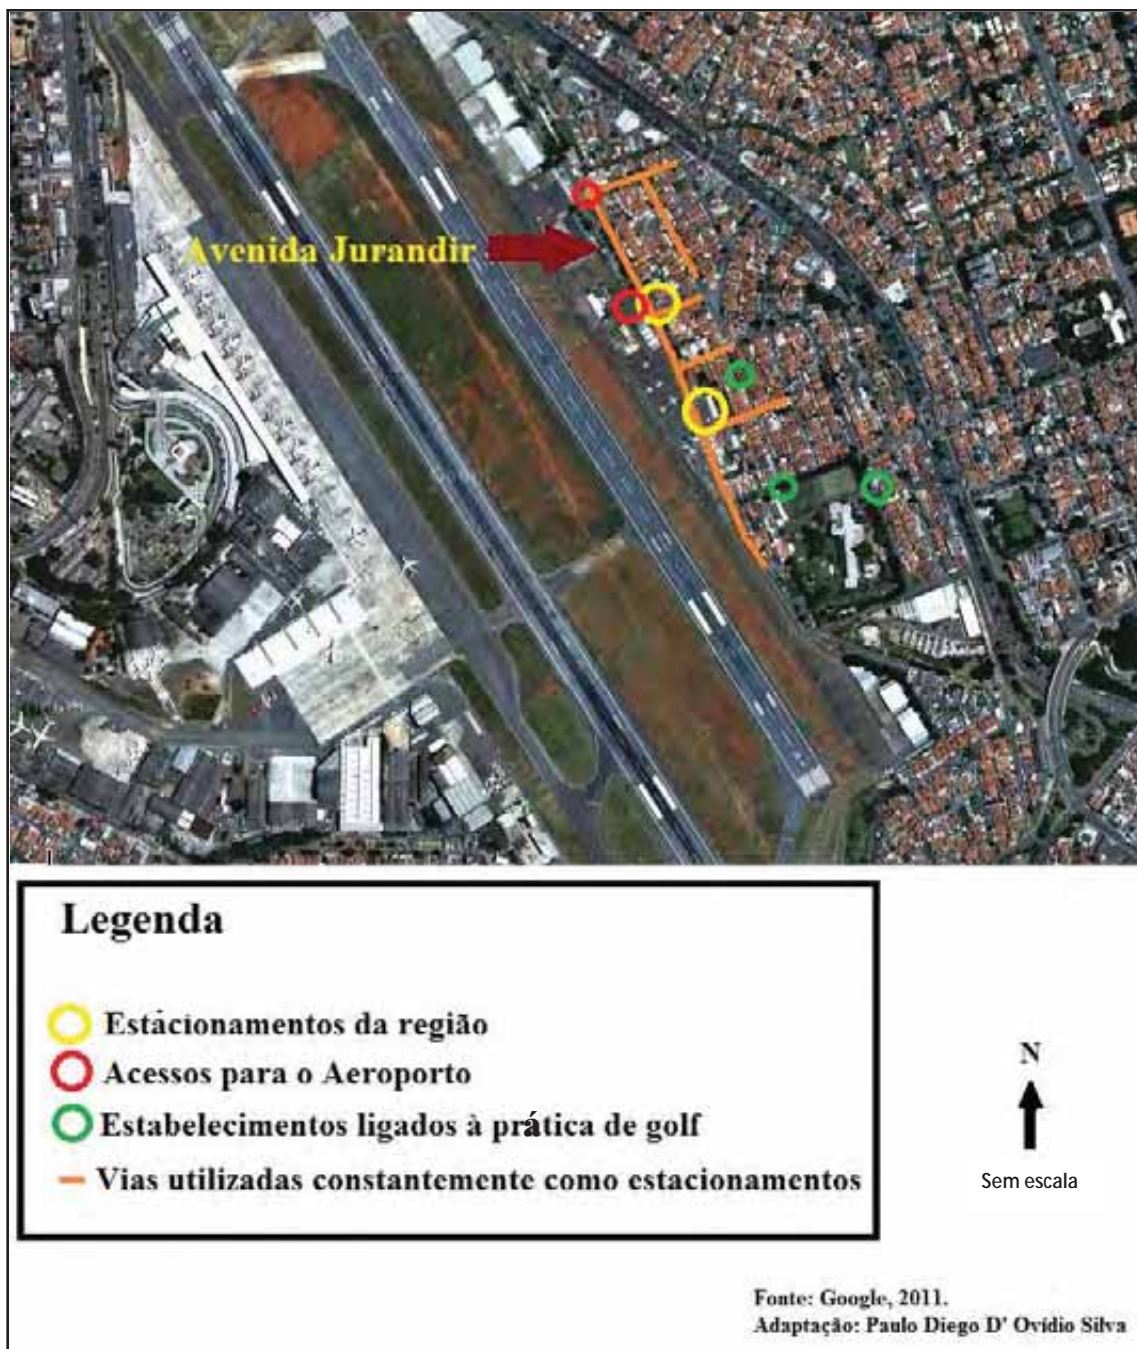 Avenida Jurandir
Legenda
Estacionamentos da região
Acessos para o Aeroporto
Estabelecimentos ligados à prática de golf
Vias utilizadas constantemente como estacionamentos
N
Sem escala
Fonte: Google, 2011.
Adaptação: Paulo Diego D' Ovídio Silva